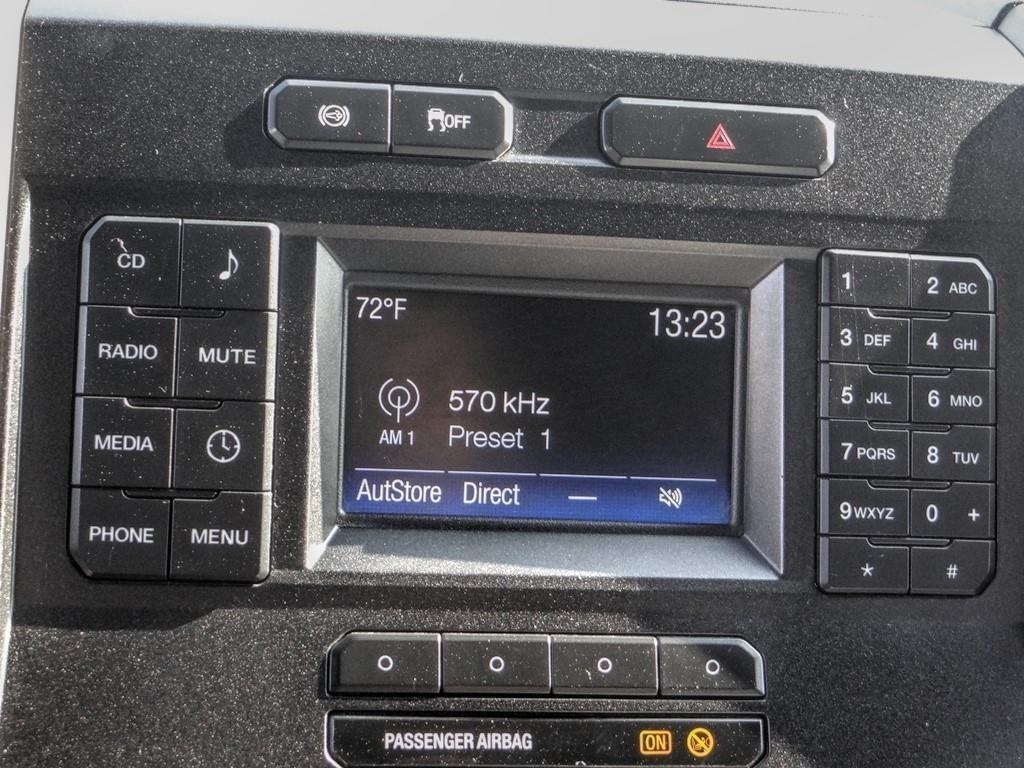 OFF
CD
RADIO MUTE
MEDIA
PHONE MENU
72°F 13:23
570 kHz
AM 1 Preset 1
AutStore Direct —
1 2 ABC
3 DEF 4 GHI
5 JKL 6 MNO
7 PQRS 8 TUV
9 WXYZ 0 +
* #
PASSENGER AIRBAG ON